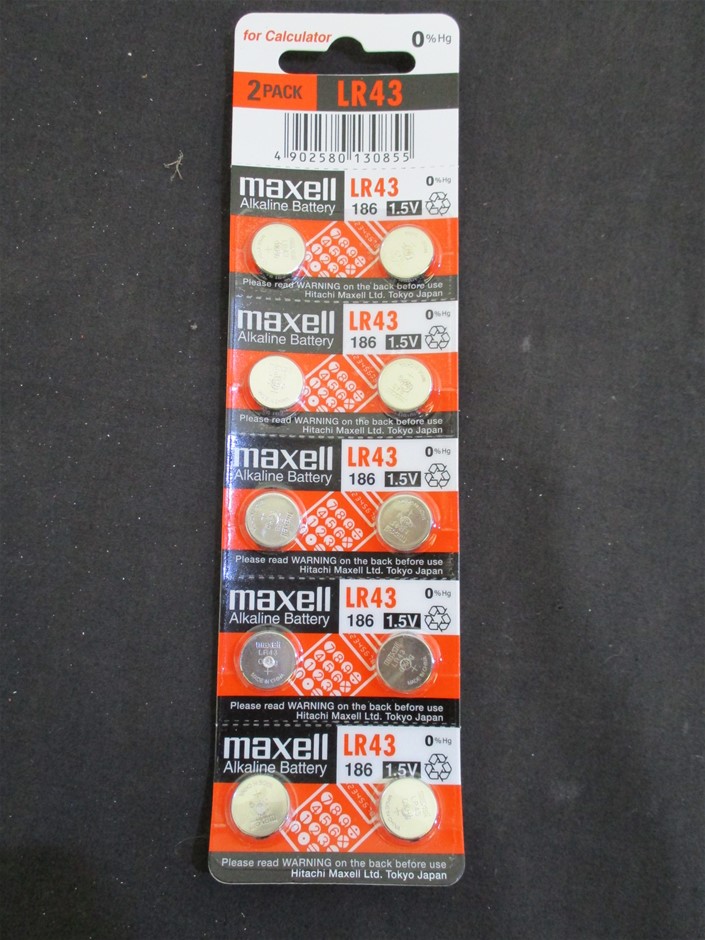 for Calculator 0%Hg
2PACK LR43
4 902580 130855
maxell LR43 0%Hg
Alkaline Battery 186 1.5V
Please read WARNING on the back before use
Hitachi Maxell Ltd. Tokyo Japan
maxell LR43 0%Hg
Alkaline Battery 186 1.5V
Please read WARNING on the back before use
Hitachi Maxell Ltd. Tokyo Japan
maxell LR43 0%Hg
Alkaline Battery 186 1.5V
Please read WARNING on the back before use
Hitachi Maxell Ltd. Tokyo Japan
maxell LR43 0%Hg
Alkaline Battery 186 1.5V
maxell
LR43
+
MADE IN CHINA
Please read WARNING on the back before use
Hitachi Maxell Ltd. Tokyo Japan
maxell LR43 0%Hg
Alkaline Battery 186 1.5V
Please read WARNING on the back before use
Hitachi Maxell Ltd. Tokyo Japan